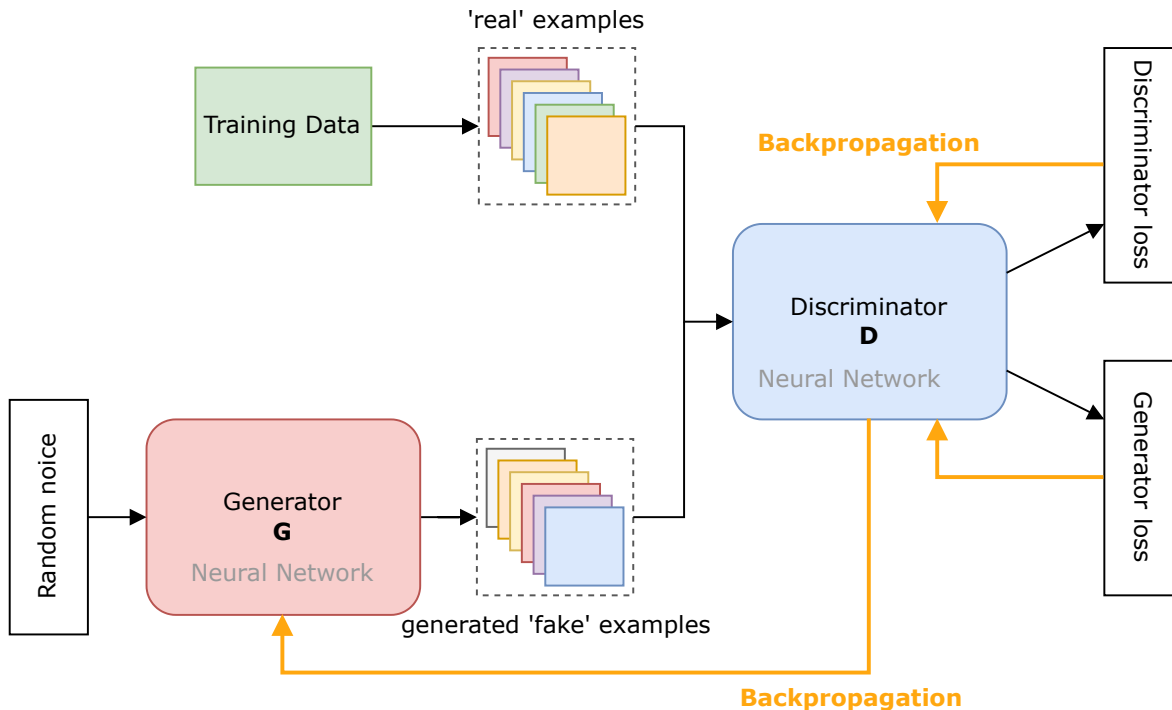 'real' examples
Training Data
Backpropagation
Discriminator loss
Discriminator
D
Neural Network
Generator loss
Random noice
Generator
G
Neural Network
generated 'fake' examples
Backpropagation